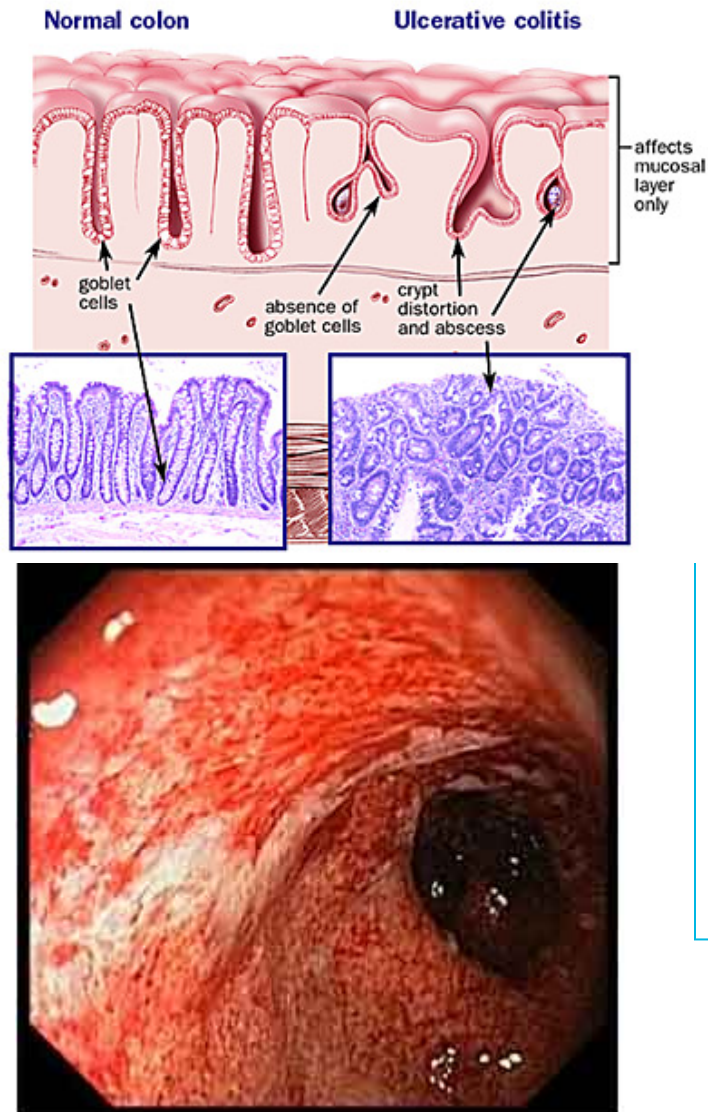 Normal colon
Ulcerative colitis
affects
mucosal
layer
only
goblet
cells
absence of
goblet cells
crypt
distortion
and abscess